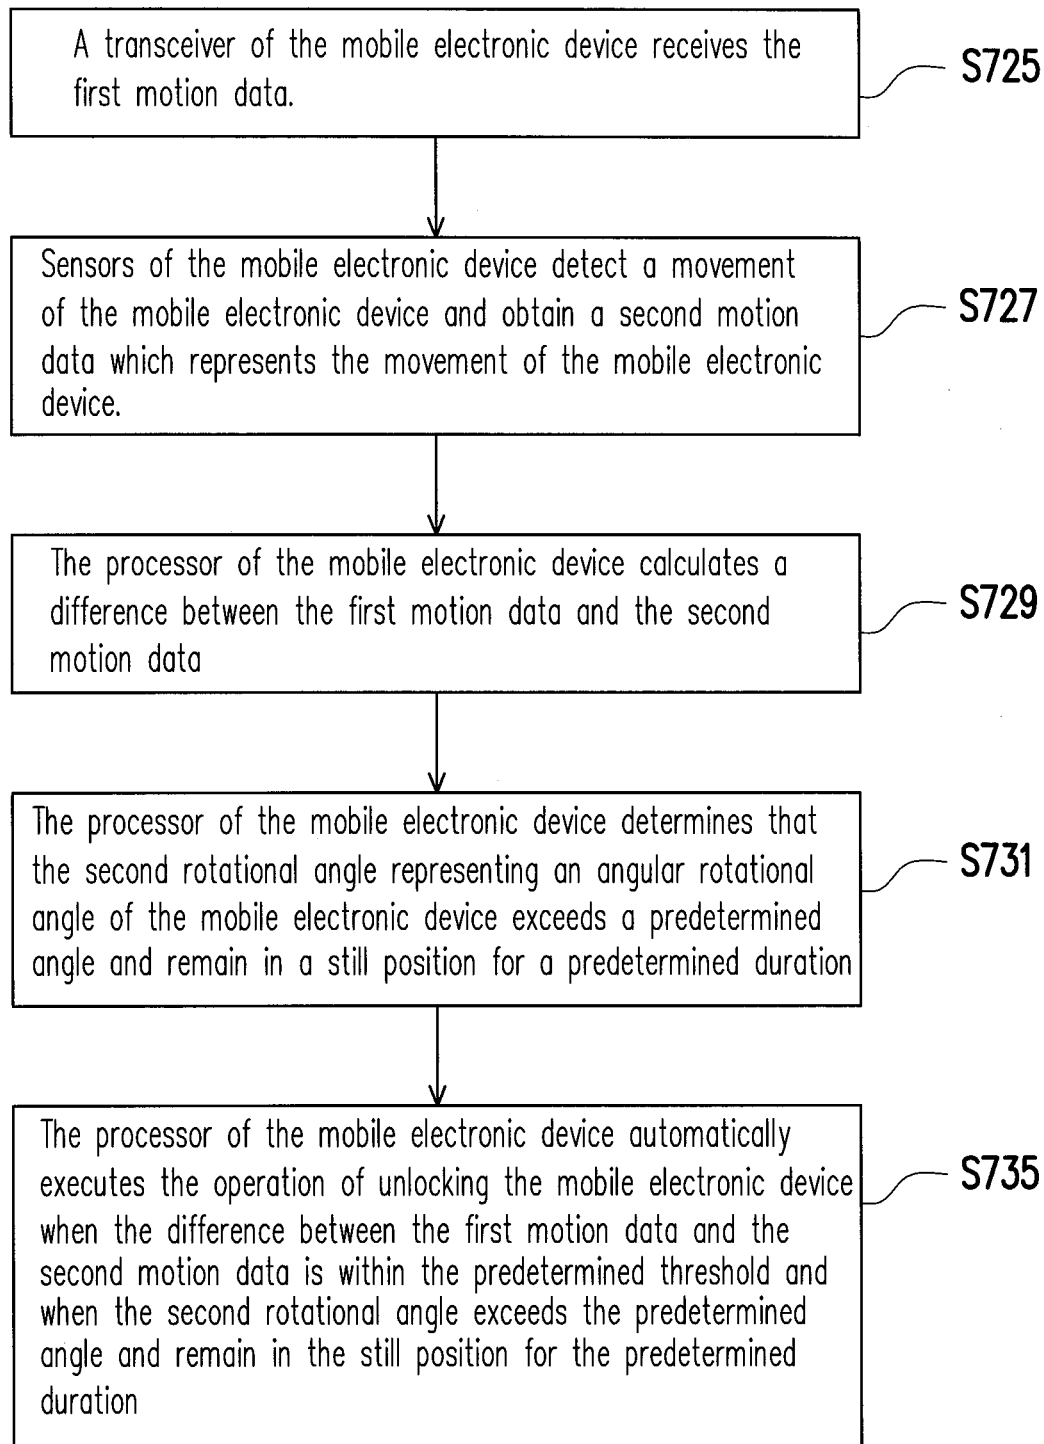 A transceiver of the mobile electronic device receives the
first motion data.
S725
Sensors of the mobile electronic device detect a movement
of the mobile electronic device and obtain a second motion
data which represents the movement of the mobile electronic
device.
S727
The processor of the mobile electronic device calculates a
difference between the first motion data and the second
motion data
S729
The processor of the mobile electronic device determines that
the second rotational angle representing an angular rotational
angle of the mobile electronic device exceeds a predetermined
angle and remain in a still position for a predetermined duration
S731
The processor of the mobile electronic device automatically
executes the operation of unlocking the mobile electronic device
when the difference between the first motion data and the
second motion data is within the predetermined threshold and
when the second rotational angle exceeds the predetermined
angle and remain in the still position for the predetermined
duration
S735